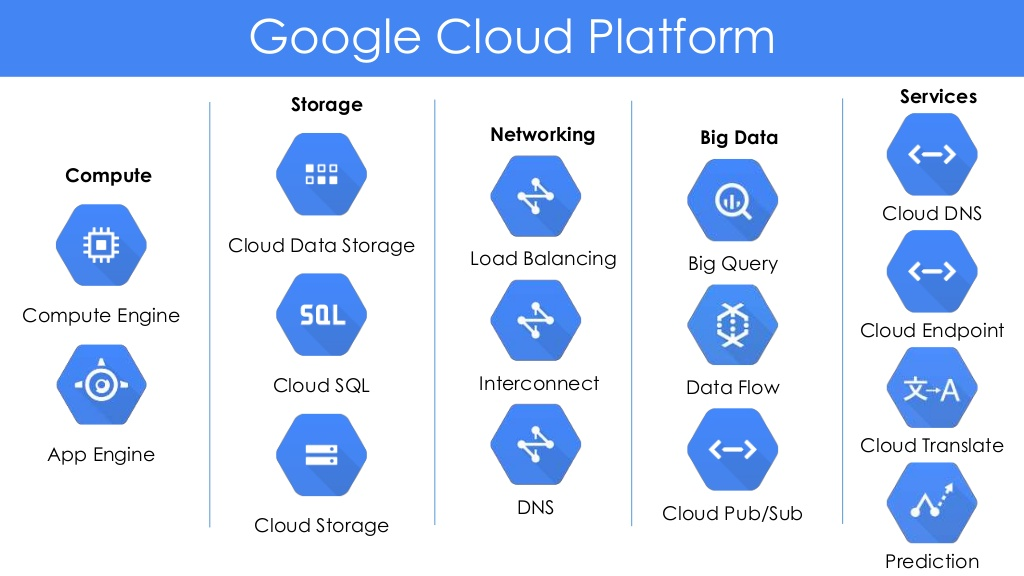 Google Cloud Platform
Compute
Compute Engine
App Engine
Storage
Cloud Data Storage
SQL
Cloud SQL
Cloud Storage
Networking
Load Balancing
Interconnect
DNS
Big Data
Big Query
Data Flow
Cloud Pub/Sub
Services
Cloud DNS
Cloud Endpoint
文→A
Cloud Translate
Prediction